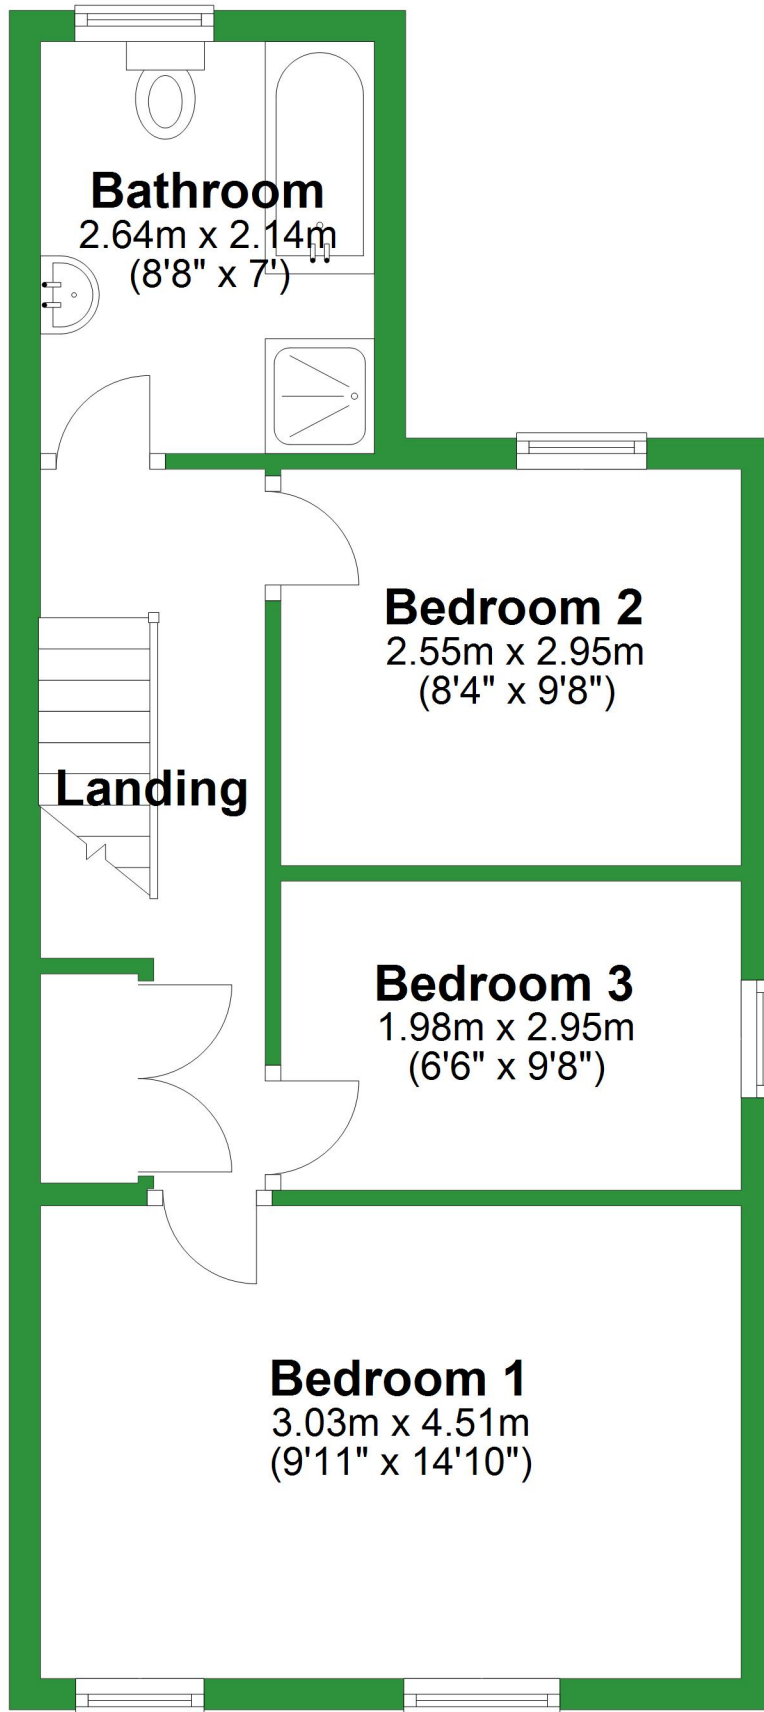 Bathroom
2.64m x 2.14m
(8'8" x 7')
Bedroom 2
2.55m x 2.95m
(8'4" x 9'8")
Landing
Bedroom 3
1.98m x 2.95m
(6'6" x 9'8")
Bedroom 1
3.03m x 4.51m
(9'11" x 14'10")